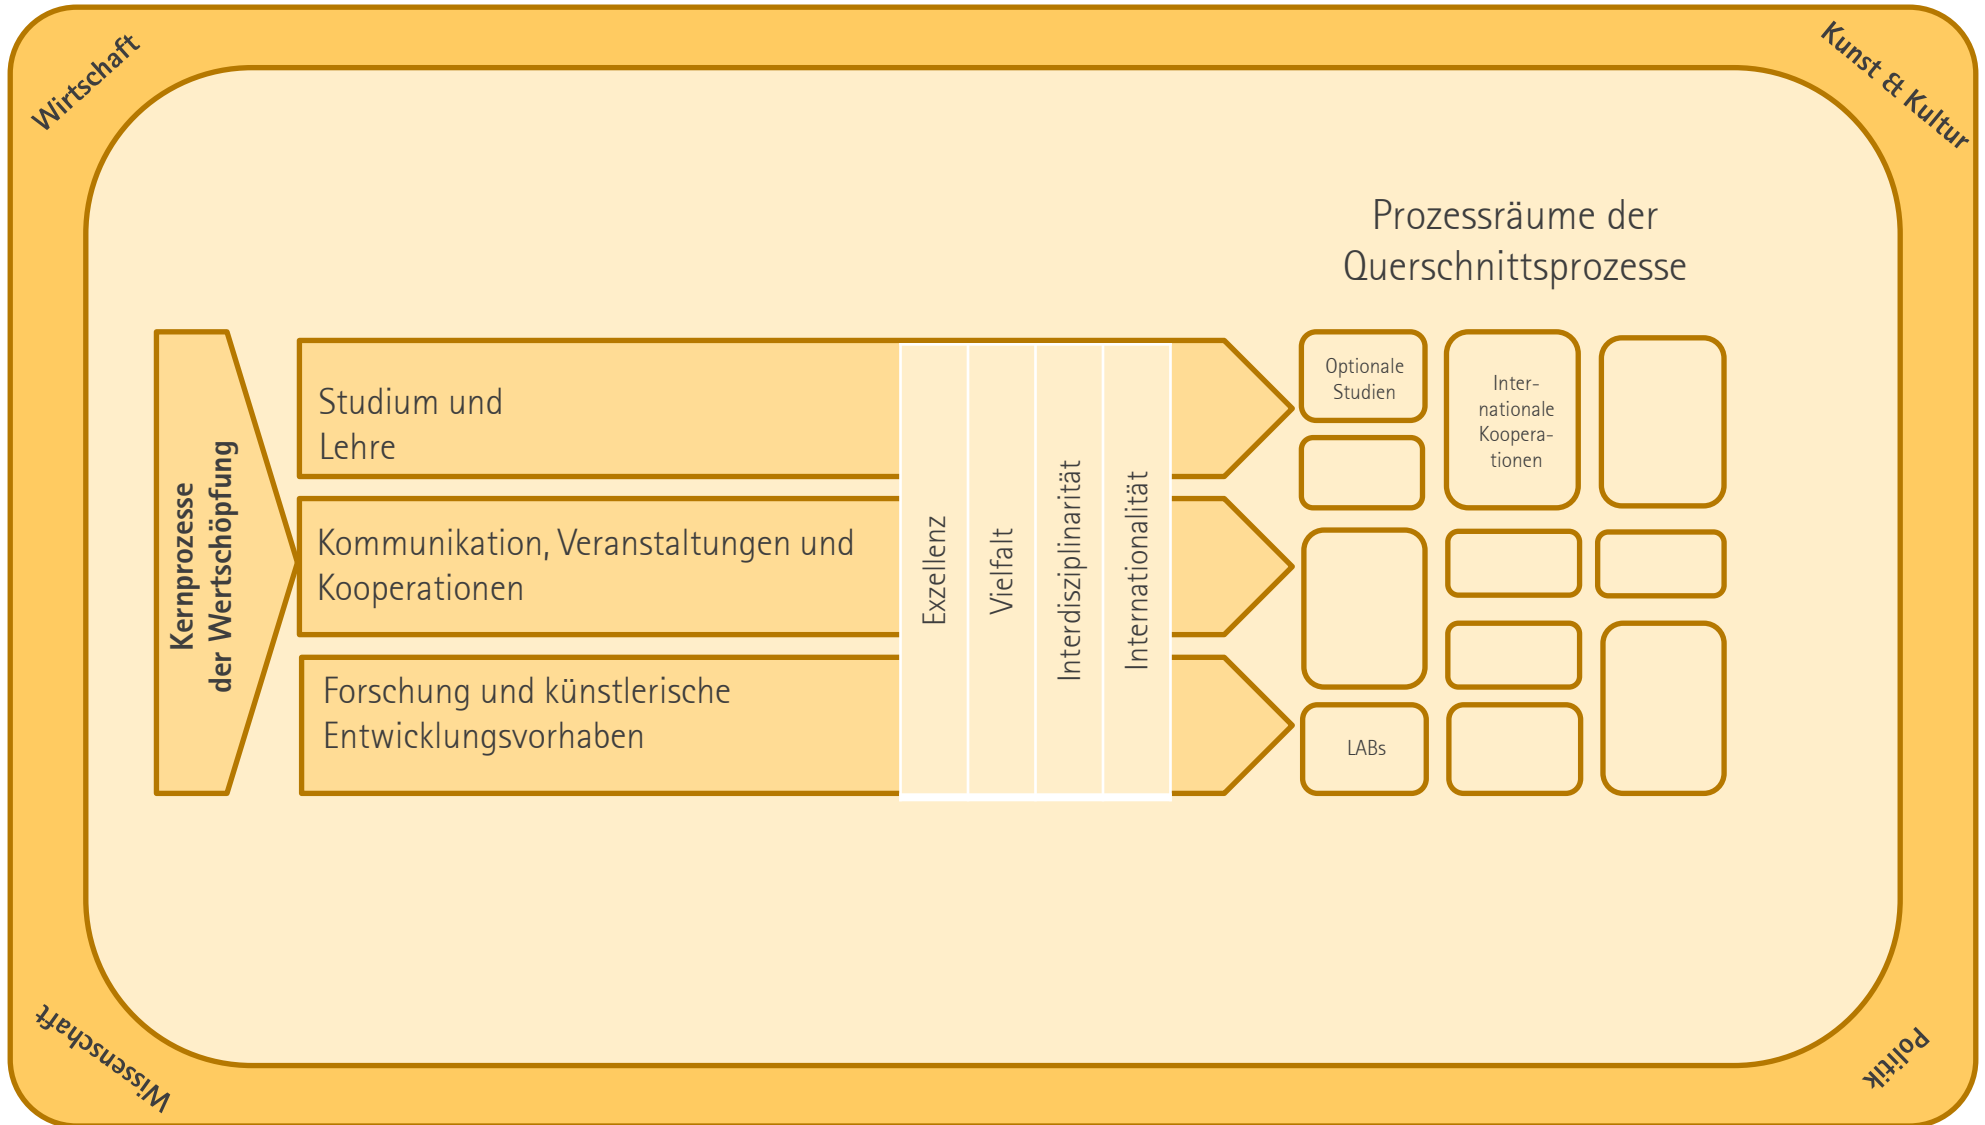 Wirtschaft
Kunst & Kultur
Prozessräume der
Querschnittsprozesse
Kernprozesse
der Wertschöpfung
Studium und
Lehre
Kommunikation, Veranstaltungen und
Kooperationen
Forschung und künstlerische
Entwicklungsvorhaben
Exzellenz
Vielfalt
Interdisziplinarität
Internationalität
Optionale
Studien
Inter-
nationale
Koopera-
tionen
LABs
Wissenschaft
Politik